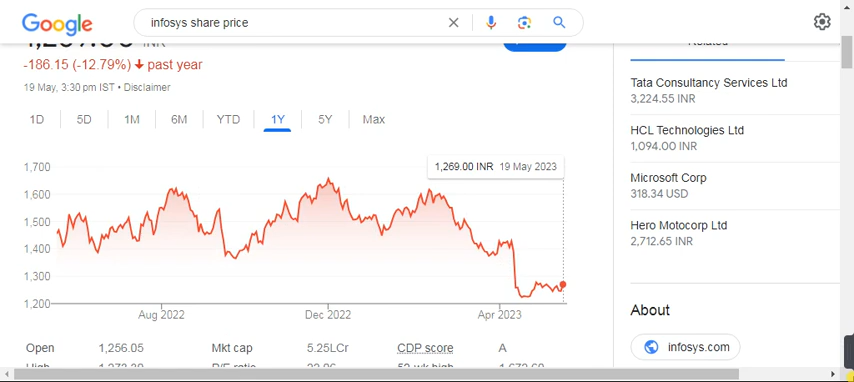 Google
infosys share price
INR
-186.15 (-12.79%) past year
19 May, 3:30 pm IST • Disclaimer
1D 5D 1M 6M YTD 1Y 5Y Max
1,269.00 INR 19 May 2023
1,700
1,600
1,500
1,400
1,300
1,200
Aug 2022 Dec 2022 Apr 2023
Open 1,256.05 Mkt cap 5.25LCr CDP score A
Related
Tata Consultancy Services Ltd
3,224.55 INR
HCL Technologies Ltd
1,094.00 INR
Microsoft Corp
318.34 USD
Hero Motocorp Ltd
2,712.65 INR
About
infosys.com